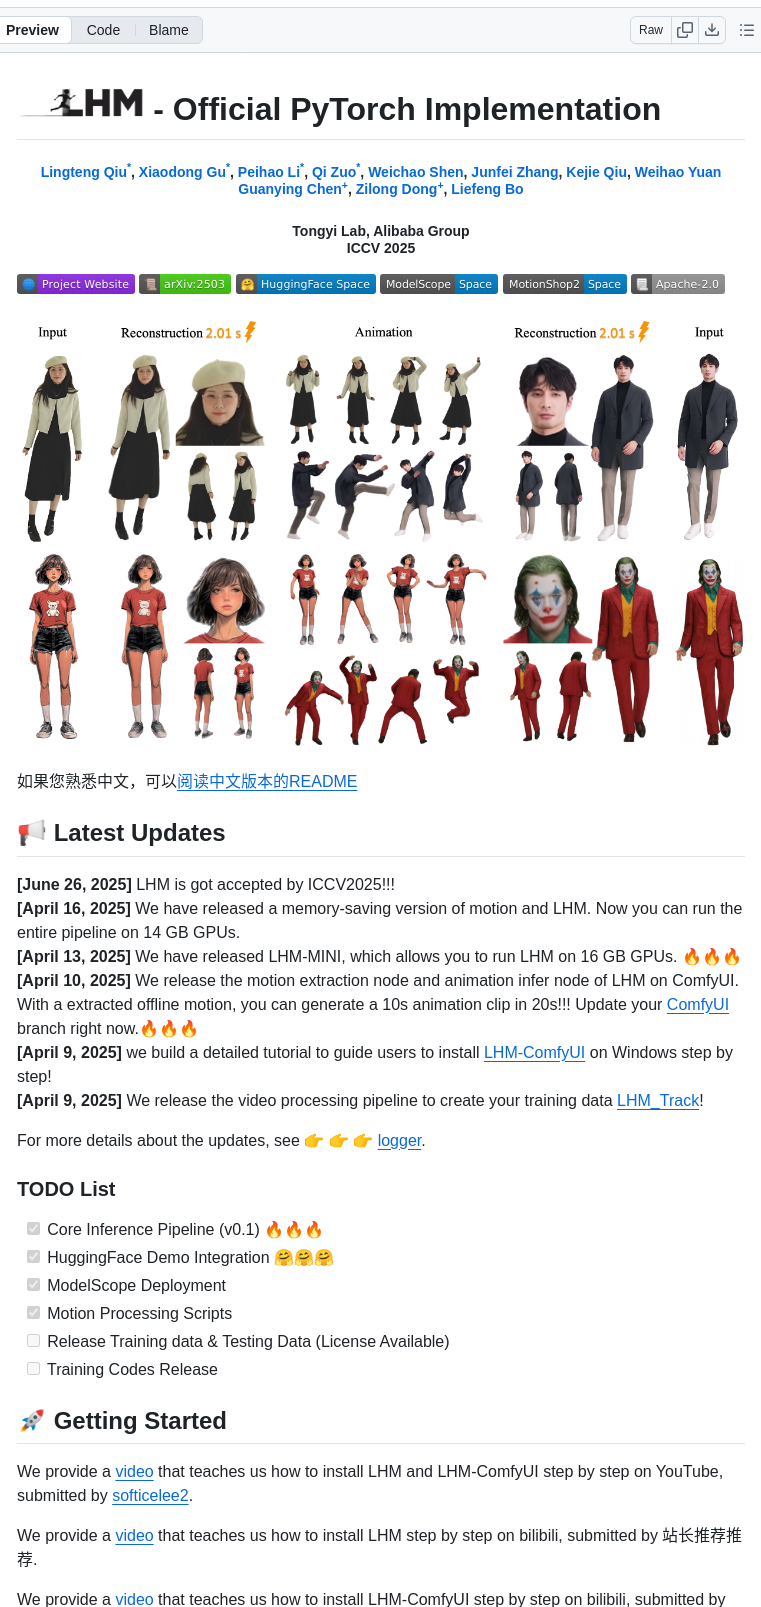 Preview Code Blame Raw
LHM - Official PyTorch Implementation
Lingteng Qiu*, Xiaodong Gu*, Peihao Li*, Qi Zuo*, Weichao Shen, Junfei Zhang, Kejie Qiu, Weihao Yuan
Guanying Chen+, Zilong Dong+, Liefeng Bo
Tongyi Lab, Alibaba Group
ICCV 2025
Project Website arXiv:2503 HuggingFace Space ModelScope Space MotionShop2 Space Apache-2.0
Input Reconstruction 2.01 s Animation Reconstruction 2.01 s Input
如果您熟悉中文，可以阅读中文版本的README
📢 Latest Updates
[June 26, 2025] LHM is got accepted by ICCV2025!!!
[April 16, 2025] We have released a memory-saving version of motion and LHM. Now you can run the
entire pipeline on 14 GB GPUs.
[April 13, 2025] We have released LHM-MINI, which allows you to run LHM on 16 GB GPUs. 🔥🔥🔥
[April 10, 2025] We release the motion extraction node and animation infer node of LHM on ComfyUI.
With a extracted offline motion, you can generate a 10s animation clip in 20s!!! Update your ComfyUI
branch right now.🔥🔥🔥
[April 9, 2025] we build a detailed tutorial to guide users to install LHM-ComfyUI on Windows step by
step!
[April 9, 2025] We release the video processing pipeline to create your training data LHM_Track!
For more details about the updates, see 👉 👉 👉 logger.
TODO List
Core Inference Pipeline (v0.1) 🔥🔥🔥
HuggingFace Demo Integration 🤗🤗🤗
ModelScope Deployment
Motion Processing Scripts
Release Training data & Testing Data (License Available)
Training Codes Release
🚀 Getting Started
We provide a video that teaches us how to install LHM and LHM-ComfyUI step by step on YouTube,
submitted by softicelee2.
We provide a video that teaches us how to install LHM step by step on bilibili, submitted by 站长推荐推
荐.
We provide a video that teaches us how to install LHM-ComfyUI step by step on bilibili, submitted by